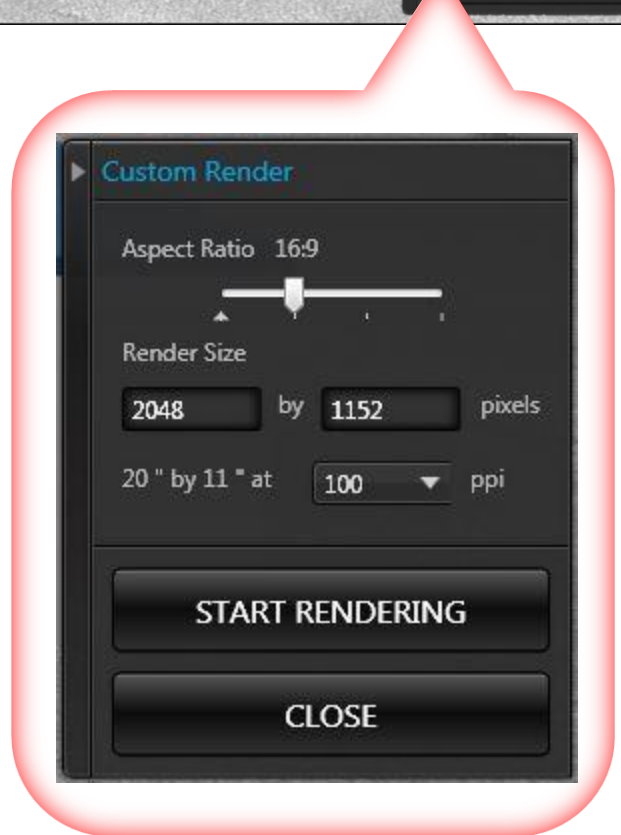 Custom Render
Aspect Ratio 16:9
Render Size
2048 by 1152 pixels
20 " by 11 " at 100 ppi
START RENDERING
CLOSE